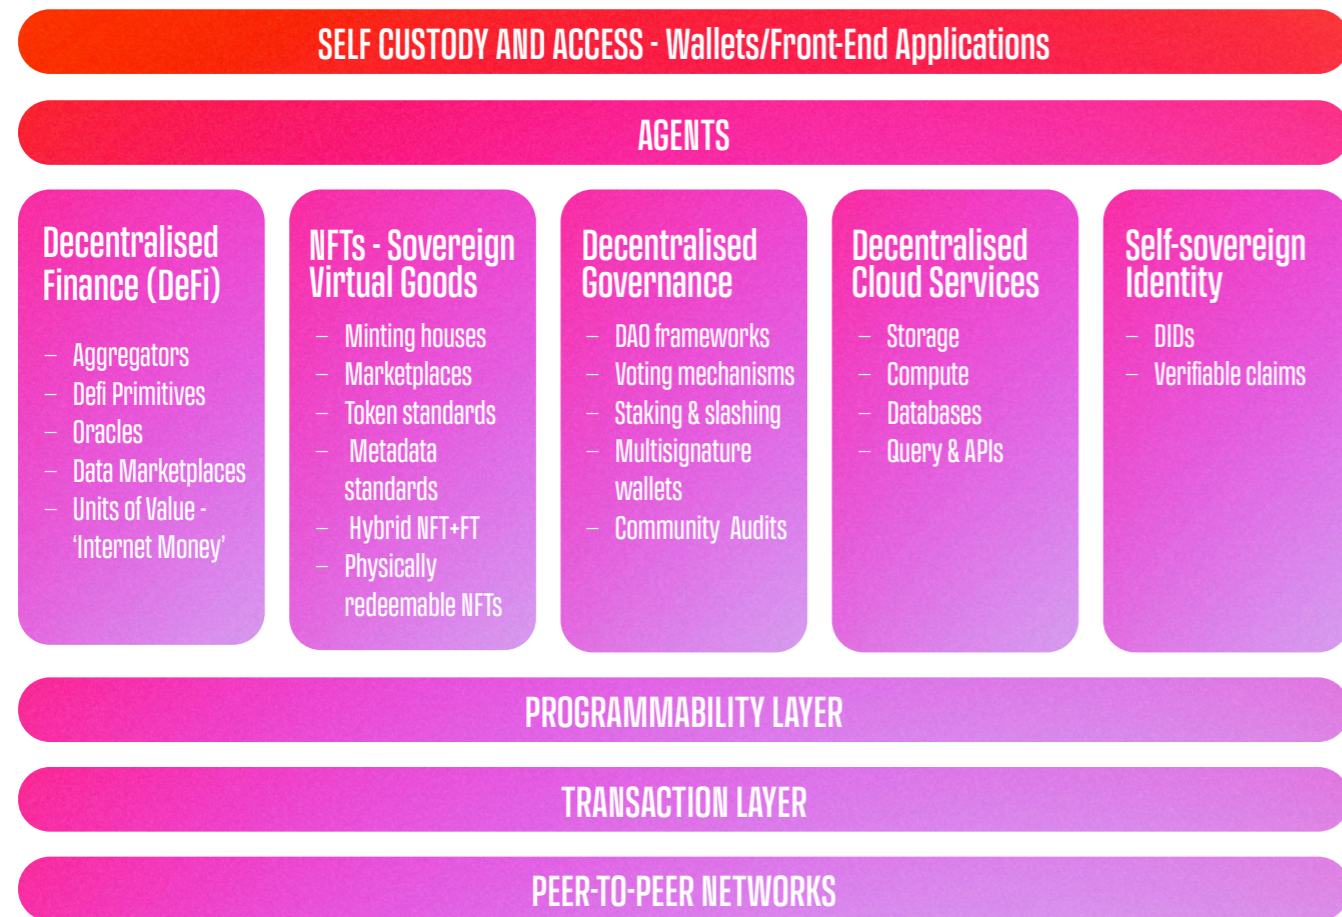 SELF CUSTODY AND ACCESS - Wallets/Front-End Applications
AGENTS
Decentralised
Finance (DeFi)
– Aggregators
– Defi Primitives
– Oracles
– Data Marketplaces
– Units of Value -
‘Internet Money’
NFTs - Sovereign
Virtual Goods
– Minting houses
– Marketplaces
– Token standards
– Metadata
standards
– Hybrid NFT+FT
– Physically
redeemable NFTs
Decentralised
Governance
– DAO frameworks
– Voting mechanisms
– Staking & slashing
– Multisignature
wallets
– Community Audits
Decentralised
Cloud Services
– Storage
– Compute
– Databases
– Query & APIs
Self-sovereign
Identity
– DIDs
– Verifiable claims
PROGRAMMABILITY LAYER
TRANSACTION LAYER
PEER-TO-PEER NETWORKS